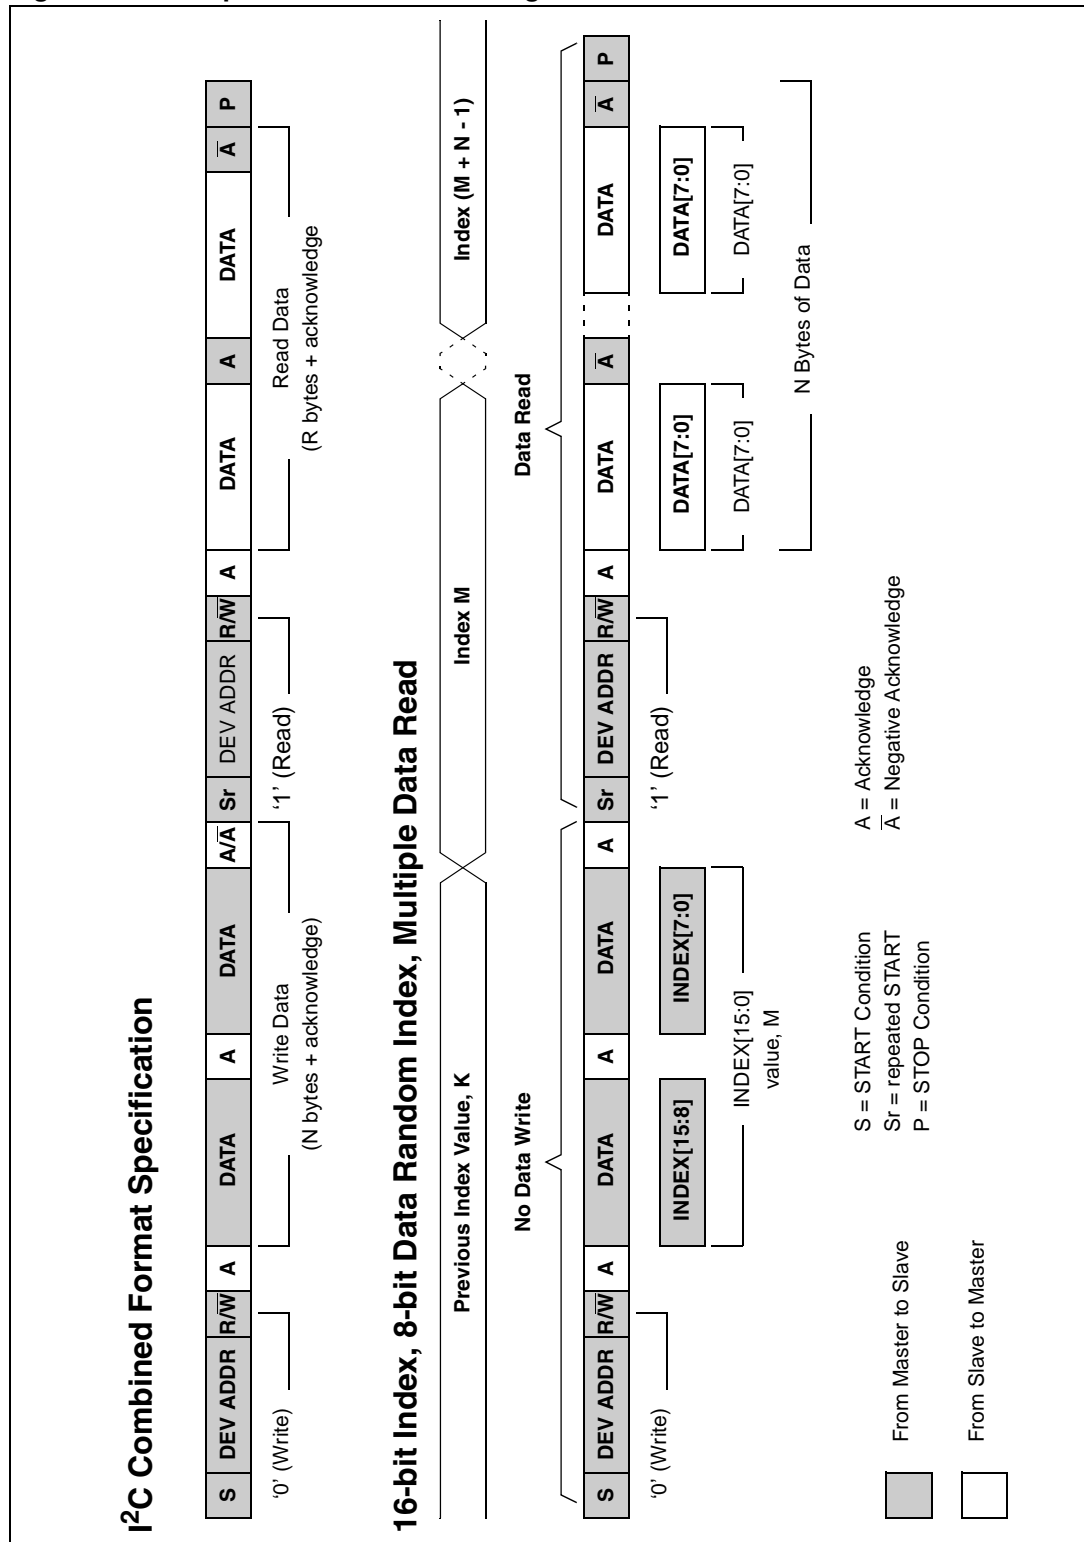 I²C Combined Format Specification
S DEV ADDR R/W̅ A DATA A DATA A/A̅ Sr DEV ADDR R/W̅ A DATA A DATA A̅ P
‘0’ (Write)
Write Data
(N bytes + acknowledge)
‘1’ (Read)
Read Data
(R bytes + acknowledge
16-bit Index, 8-bit Data Random Index, Multiple Data Read
Previous Index Value, K
Index M
Index (M + N - 1)
No Data Write
Data Read
S DEV ADDR R/W̅ A DATA A DATA A Sr DEV ADDR R/W̅ A DATA A̅ DATA A̅ P
‘0’ (Write)
INDEX[15:8]
INDEX[7:0]
INDEX[15:0]
value, M
‘1’ (Read)
DATA[7:0]
DATA[7:0]
DATA[7:0]
DATA[7:0]
N Bytes of Data
From Master to Slave
From Slave to Master
S = START Condition
Sr = repeated START
P = STOP Condition
A = Acknowledge
A̅ = Negative Acknowledge